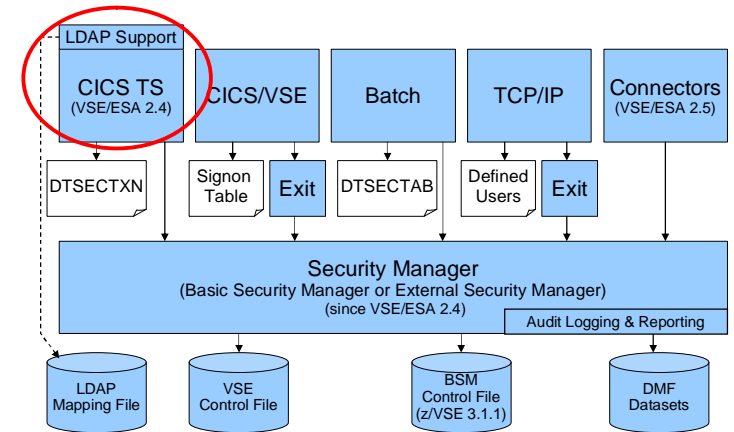 LDAP Support
CICS TS
(VSE/ESA 2.4)
CICS/VSE
Batch
TCP/IP
Connectors
(VSE/ESA 2.5)
DTSECTXN
Signon
Table
Exit
DTSECTAB
Defined
Users
Exit
Security Manager
(Basic Security Manager or External Security Manager)
(since VSE/ESA 2.4)
Audit Logging & Reporting
LDAP
Mapping File
VSE
Control File
BSM
Control File
(z/VSE 3.1.1)
DMF
Datasets